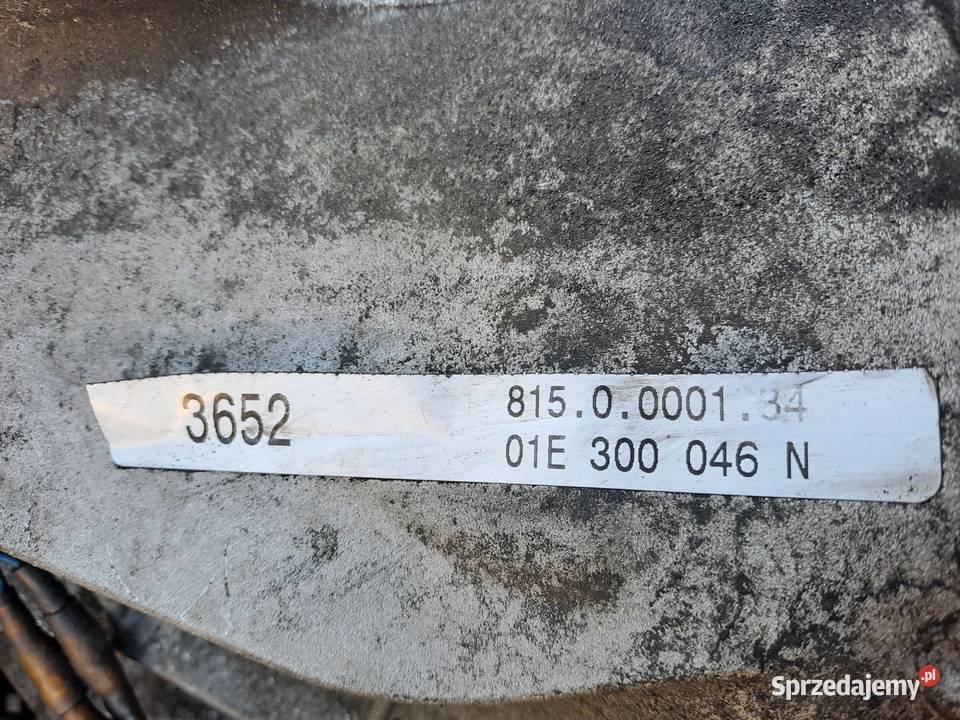 3652
815.0.0001.34
01E 300 046 N
Sprzedajemy.pl